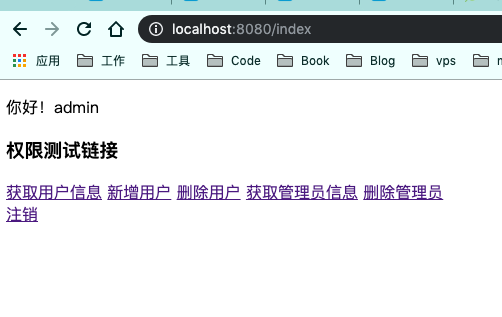 localhost:8080/index
应用 工作 工具 Code Book Blog vps
你好！admin
权限测试链接
获取用户信息 新增用户 删除用户 获取管理员信息 删除管理员
注销